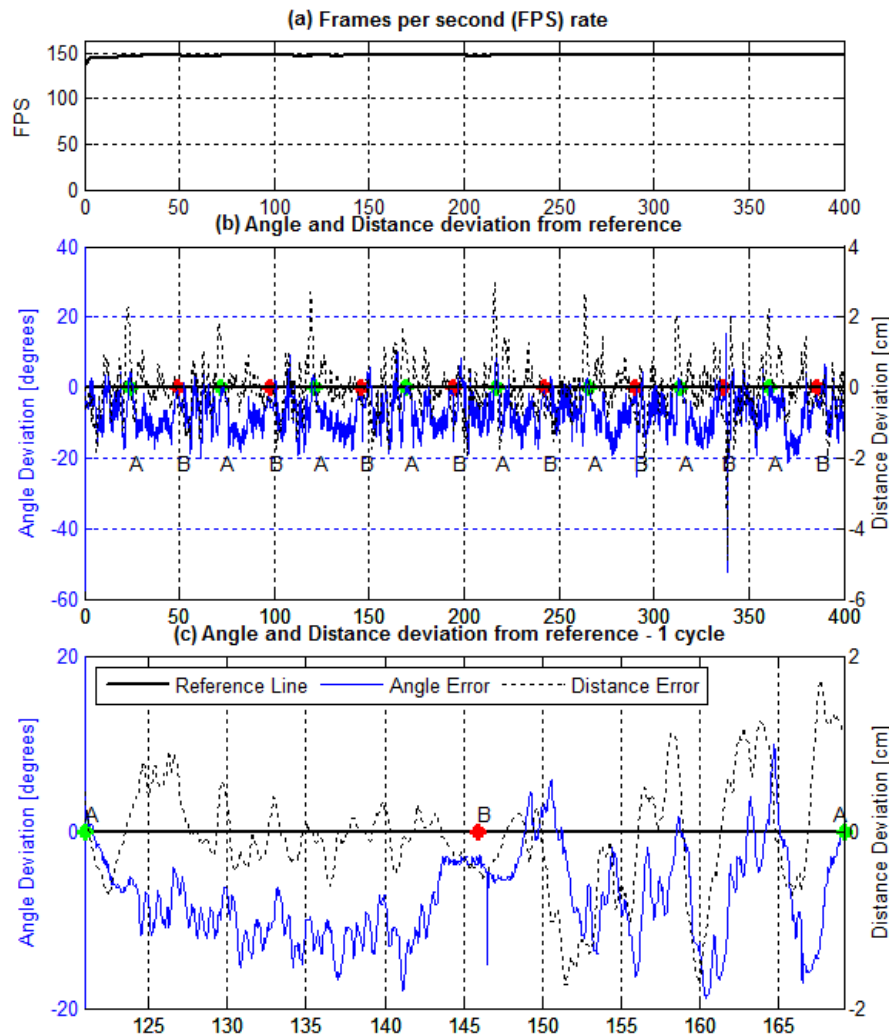 (a) Frames per second (FPS) rate
FPS
150
100
50
0
0 50 100 150 200 250 300 350 400
(b) Angle and Distance deviation from reference
Angle Deviation [degrees]
40
20
0
-20
-40
-60
4
2
0
-2
-4
-6
Distance Deviation [cm]
A B A B A B A B A B A B A B A B
0 50 100 150 200 250 300 350 400
(c) Angle and Distance deviation from reference - 1 cycle
Reference Line Angle Error Distance Error
Angle Deviation [degrees]
20
0
-20
A B A
2
0
-2
Distance Deviation [cm]
125 130 135 140 145 150 155 160 165